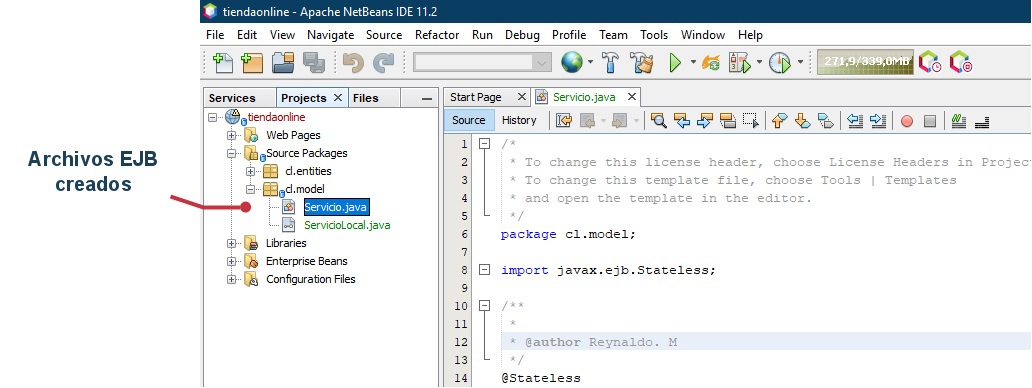 Archivos EJB
creados
tiendaonline - Apache NetBeans IDE 11.2
File Edit View Navigate Source Refactor Run Debug Profile Team Tools Window Help
271,9/339,0MB
Services Projects Files
tiendaonline
Web Pages
Source Packages
cl.entities
cl.model
Servicio.java
ServicioLocal.java
Libraries
Enterprise Beans
Configuration Files
Start Page Servicio.java
Source History
1 /*
2 * To change this license header, choose License Headers in Projec
3 * To change this template file, choose Tools | Templates
4 * and open the template in the editor.
5 */
6 package cl.model;
7
8 import javax.ejb.Stateless;
9
10 /**
11 *
12 * @author Reynaldo. M
13 */
14 @Stateless